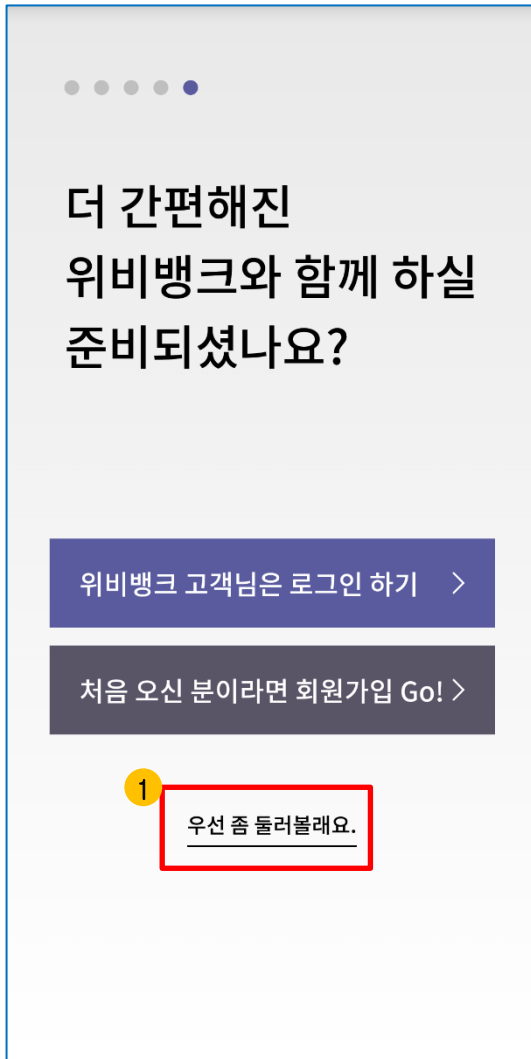 더 간편해진
위비뱅크와 함께 하실
준비되셨나요?
위비뱅크 고객님은 로그인 하기 >
처음 오신 분이라면 회원가입 Go! >
1
우선 좀 둘러볼래요.